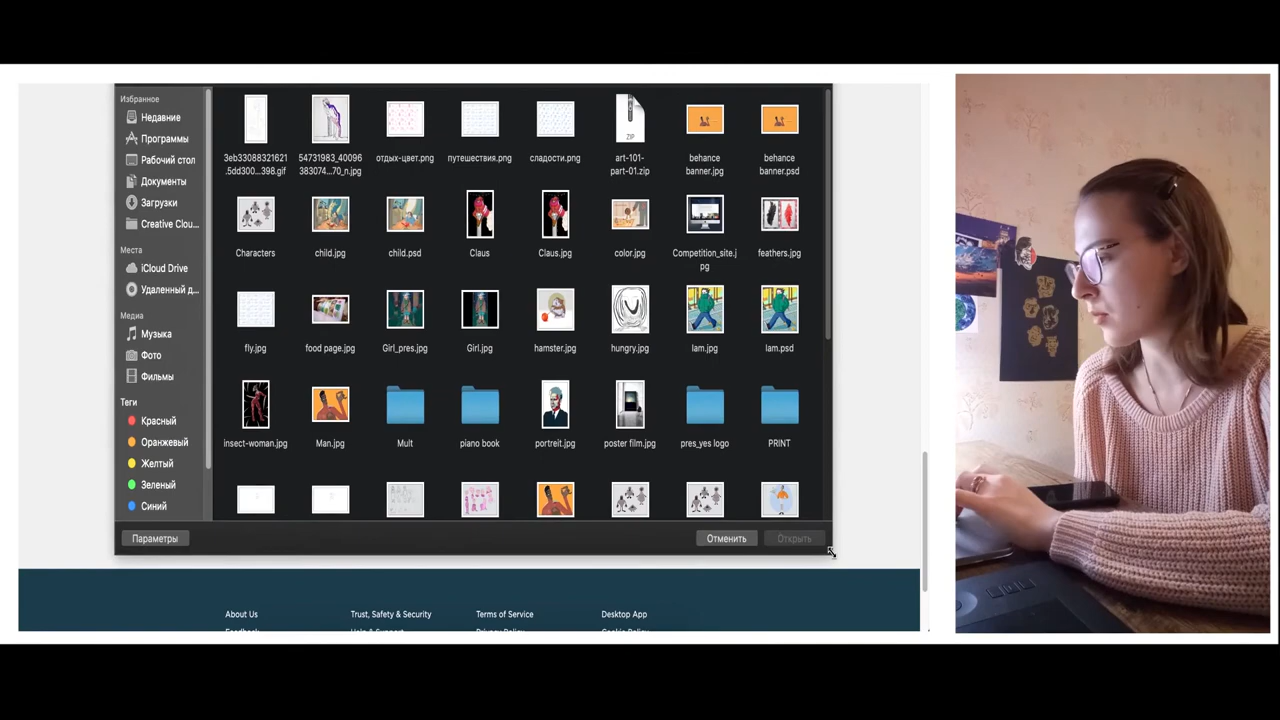 Избранное
Недавние
Программы
Рабочий стол
Документы
Загрузки
Creative Clou...
Места
iCloud Drive
Удаленный д...
Медиа
Музыка
Фото
Фильмы
Теги
Красный
Оранжевый
Желтый
Зеленый
Синий
ZIP
3eb33088321621
.5dd300...398.gif
54731983_40096
383074...70_n.jpg
отдых-цвет.png
путешествия.png
сладости.png
art-101-
part-01.zip
behance
banner.jpg
behance
banner.psd
Characters
child.jpg
child.psd
Claus
Claus.jpg
color.jpg
Competition_site.j
pg
feathers.jpg
fly.jpg
food page.jpg
Girl_pres.jpg
Girl.jpg
hamster.jpg
hungry.jpg
Iam.jpg
Iam.psd
insect-woman.jpg
Man.jpg
Mult
piano book
portreit.jpg
poster film.jpg
pres_yes logo
PRINT
Параметры
Отменить
Открыть
About Us
Trust, Safety & Security
Terms of Service
Desktop App